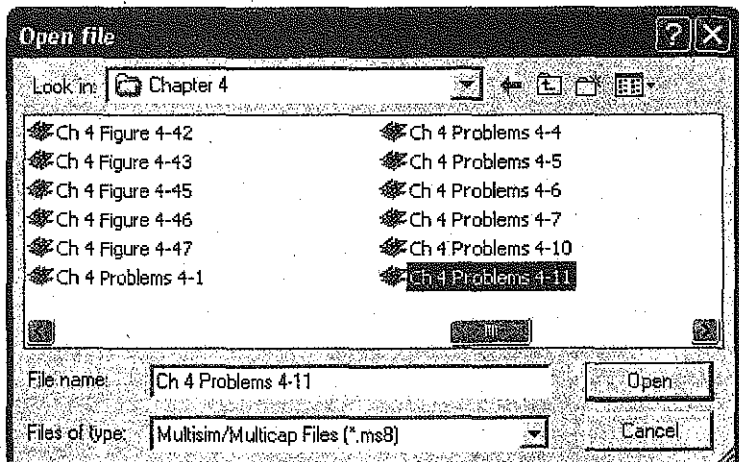 Open file
Look in: Chapter 4
Ch 4 Figure 4-42
Ch 4 Figure 4-43
Ch 4 Figure 4-45
Ch 4 Figure 4-46
Ch 4 Figure 4-47
Ch 4 Problems 4-1
Ch 4 Problems 4-4
Ch 4 Problems 4-5
Ch 4 Problems 4-6
Ch 4 Problems 4-7
Ch 4 Problems 4-10
Ch 4 Problems 4-11
File name: Ch 4 Problems 4-11
Open
Files of type: Multisim/Multicap Files (*.ms8)
Cancel